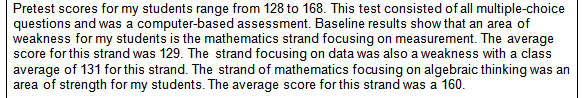 Pretest scores for my students range from 128 to 168. This test consisted of all multiple-choice
questions and was a computer-based assessment. Baseline results show that an area of
weakness for my students is the mathematics strand focusing on measurement. The average
score for this strand was 129. The strand focusing on data was also a weakness with a class
average of 131 for this strand. The strand of mathematics focusing on algebraic thinking was an
area of strength for my students. The average score for this strand was a 160.